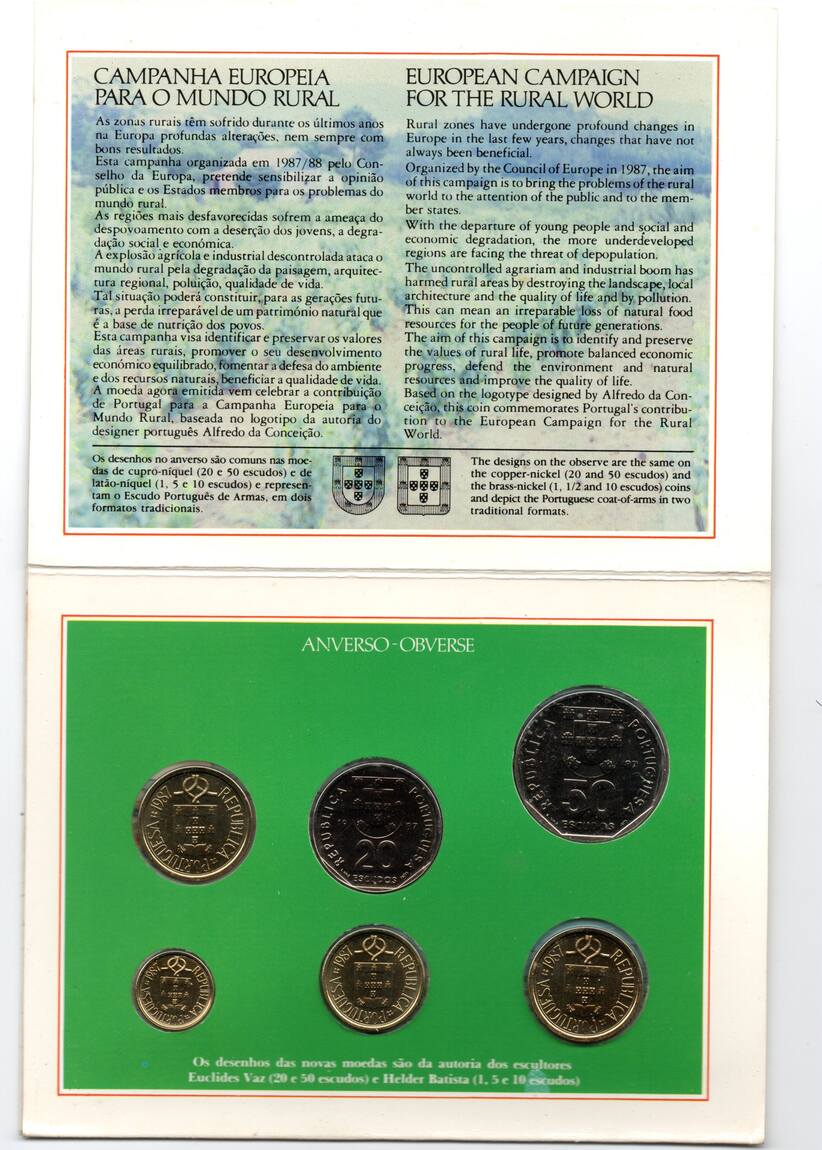 CAMPANHA EUROPEIA
PARA O MUNDO RURAL
As zonas rurais têm sofrido durante os últimos anos
na Europa profundas alterações, nem sempre com
bons resultados.
Esta campanha organizada em 1987/88 pelo Con-
selho da Europa, pretende sensibilizar a opinião
pública e os Estados membros para os problemas do
mundo rural.
As regiões mais desfavorecidas sofrem a ameaça do
despovoamento com a deserção dos jovens, a degra-
dação social e económica.
A explosão agrícola e industrial descontrolada ataca o
mundo rural pela degradação da paisagem, arquitec-
tura regional, poluição, qualidade de vida.
Tal situação poderá constituir, para as gerações futu-
ras, a perda irreparável de um património natural que
é a base de nutrição dos povos.
Esta campanha visa identificar e preservar os valores
das áreas rurais, promover o seu desenvolvimento
económico equilibrado, fomentar a defesa do ambiente
e dos recursos naturais, beneficiar a qualidade de vida.
A moeda agora emitida vem celebrar a contribuição
de Portugal para a Campanha Europeia para o
Mundo Rural, baseada no logotipo da autoria do
designer português Alfredo da Conceição.
EUROPEAN CAMPAIGN
FOR THE RURAL WORLD
Rural zones have undergone profound changes in
Europe in the last few years, changes that have not
always been beneficial.
Organized by the Council of Europe in 1987, the aim
of this campaign is to bring the problems of the rural
world to the attention of the public and to the mem-
ber states.
With the departure of young people and social and
economic degradation, the more underdeveloped
regions are facing the threat of depopulation.
The uncontrolled agrariam and industrial boom has
harmed rural areas by destroying the landscape, local
architecture and the quality of life and by pollution.
This can mean an irreparable loss of natural food
resources for the people of future generations.
The aim of this campaign is to identify and preserve
the values of rural life, promote balanced economic
progress, defend the environment and natural
resources and improve the quality of life.
Based on the logotype designed by Alfredo da Con-
ceição, this coin commemorates Portugal's contribu-
tion to the European Campaign for the Rural
World.
Os desenhos no anverso são comuns nas moe-
das de cupro-níquel (20 e 50 escudos) e de
latão-níquel (1, 5 e 10 escudos) e represen-
tam o Escudo Português de Armas, em dois
formatos tradicionais.
The designs on the observe are the same on
the copper-nickel (20 and 50 escudos) and
the brass-nickel (1, 1/2 and 10 escudos) coins
and depict the Portuguese coat-of-arms in two
traditional formats.
ANVERSO-OBVERSE
REPUBLICA PORTUGUESA
50
ESCUDOS
1987 REPUBLICA PORTUGUESA
REPUBLICA PORTUGUESA
20
ESCUDOS
1987 REPUBLICA PORTUGUESA
1987 REPUBLICA PORTUGUESA
1987 REPUBLICA PORTUGUESA
Os desenhos das novas moedas são da autoria dos escultores
Euclides Vaz (20 e 50 escudos) e Helder Batista (1, 5 e 10 escudos)